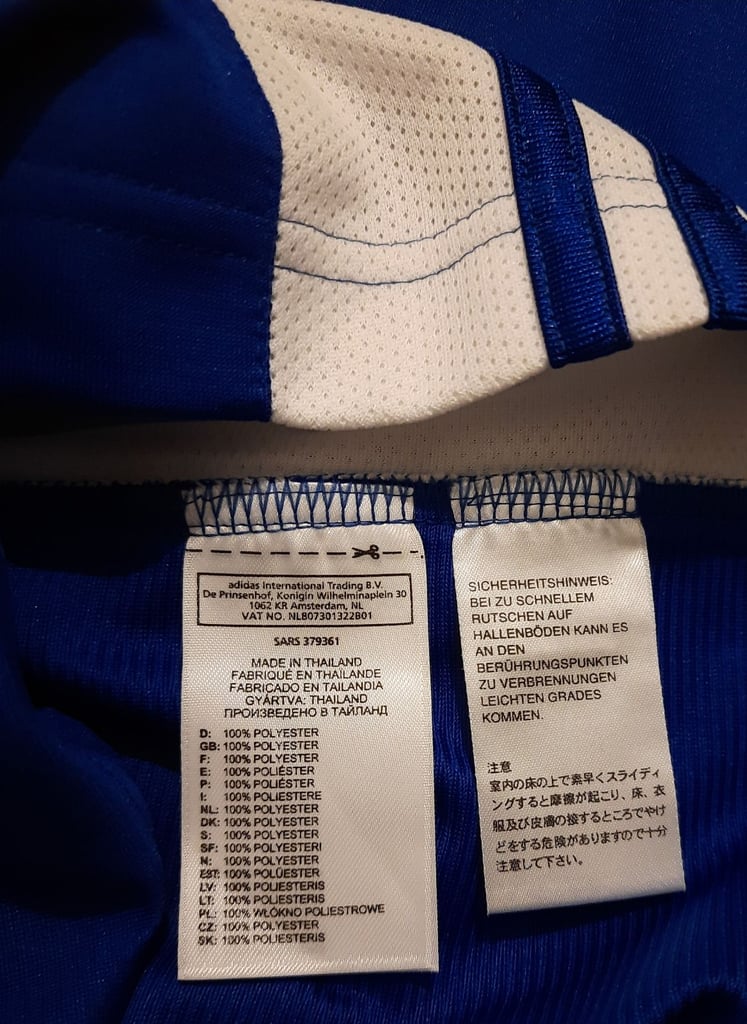 adidas International Trading B.V.
De Prinsenhof, Konigin Wilhelminaplein 30
1062 KR Amsterdam, NL
VAT NO. NL807301322B01
SARS 379361
MADE IN THAILAND
FABRIQUÉ EN THAÏLANDE
FABRICADO EN TAILANDIA
GYÁRTVA: THAILAND
ПРОИЗВЕДЕНО В ТАЙЛАНД
D: 100% POLYESTER
GB: 100% POLYESTER
F: 100% POLYESTER
E: 100% POLIÉSTER
P: 100% POLIÉSTER
I: 100% POLIESTERE
NL: 100% POLYESTER
DK: 100% POLYESTER
S: 100% POLYESTER
SF: 100% POLYESTERI
N: 100% POLYESTER
EST: 100% POLÜESTER
LV: 100% POLIESTERIS
LT: 100% POLIESTERIS
PL: 100% WŁÓKNO POLIESTROWE
CZ: 100% POLYESTER
SK: 100% POLIESTERIS
SICHERHEITSHINWEIS:
BEI ZU SCHNELLEM
RUTSCHEN AUF
HALLENBÖDEN KANN ES
AN DEN
BERÜHRUNGSPUNKTEN
ZU VERBRENNUNGEN
LEICHTEN GRADES
KOMMEN.
注意
室内の床の上で素早くスライディ
ングすると摩擦が起こり、床、衣
服及び皮膚の接するところでやけ
どをする危険がありますので十分
注意して下さい。